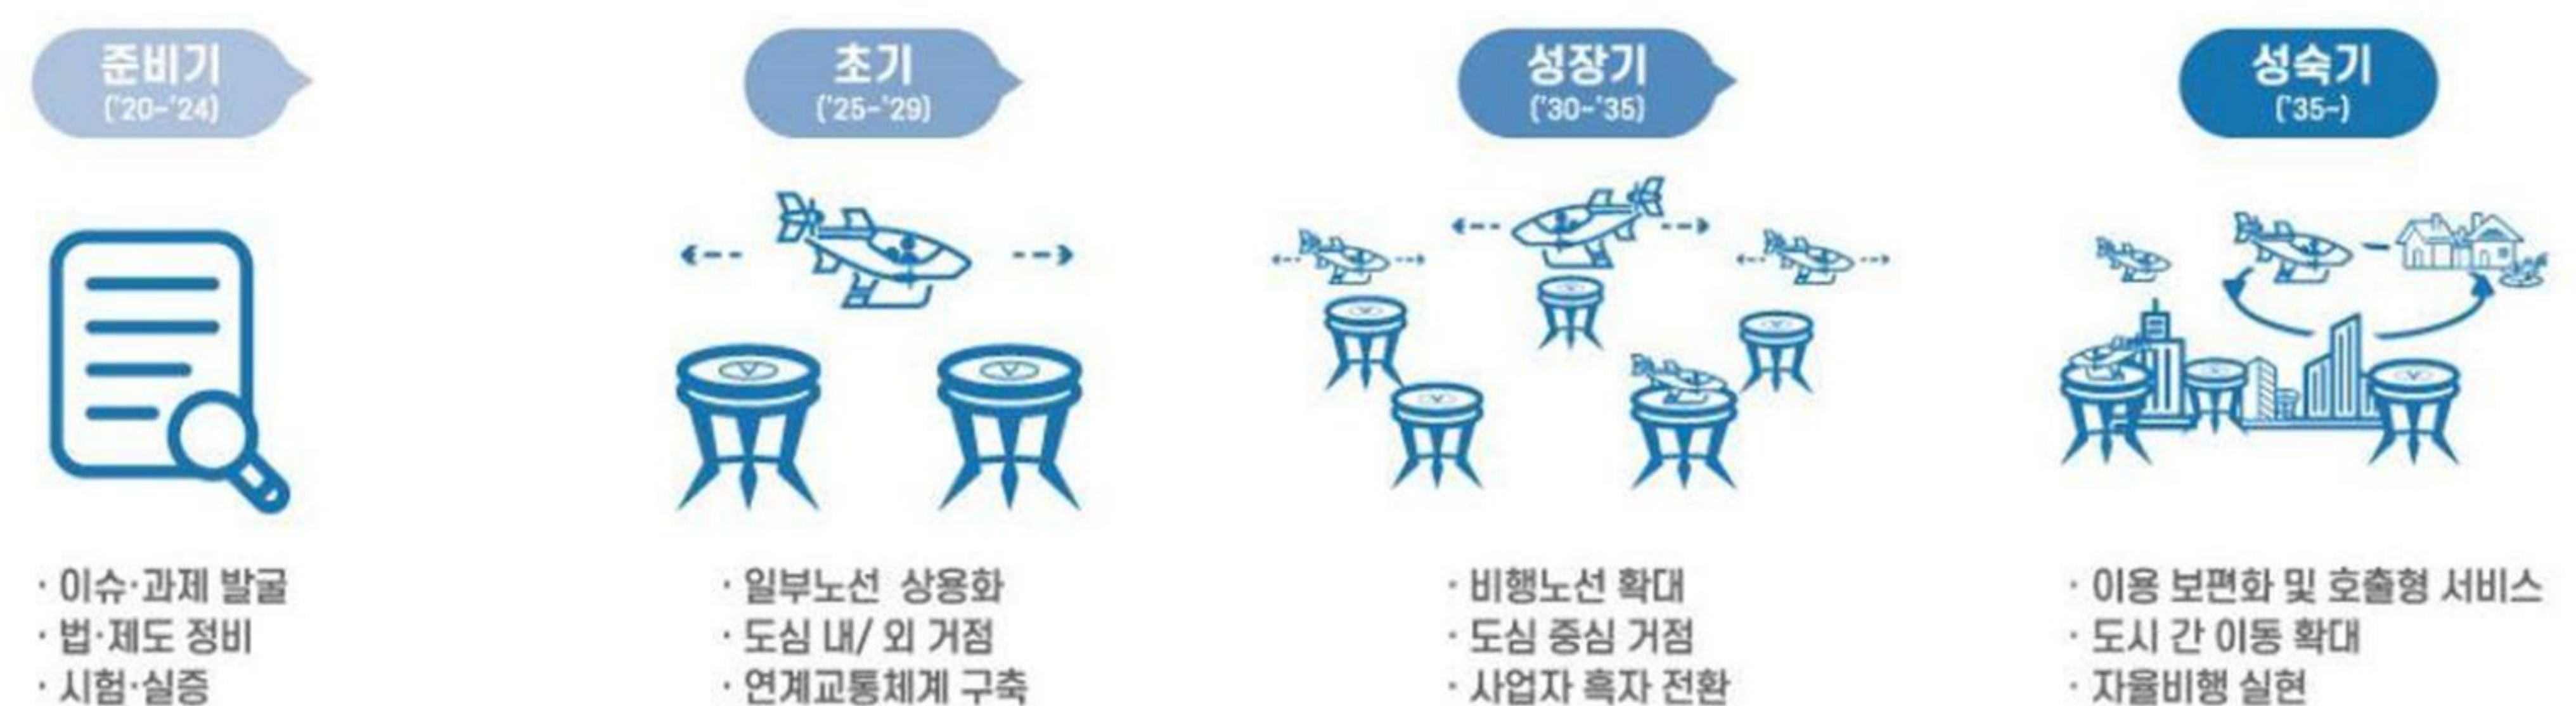 준비기
('20~'24)
· 이슈·과제 발굴
· 법·제도 정비
· 시험·실증
초기
('25~'29)
V
V
· 일부노선 상용화
· 도심 내/ 외 거점
· 연계교통체계 구축
성장기
('30~'35)
· 비행노선 확대
· 도심 중심 거점
· 사업자 흑자 전환
성숙기
('35~)
· 이용 보편화 및 호출형 서비스
· 도시 간 이동 확대
· 자율비행 실현